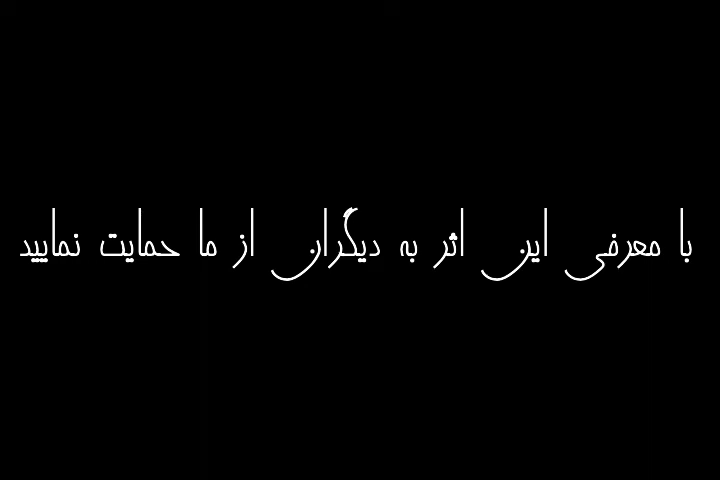 با معرفی این اثر به دیگران از ما حمایت نمایید